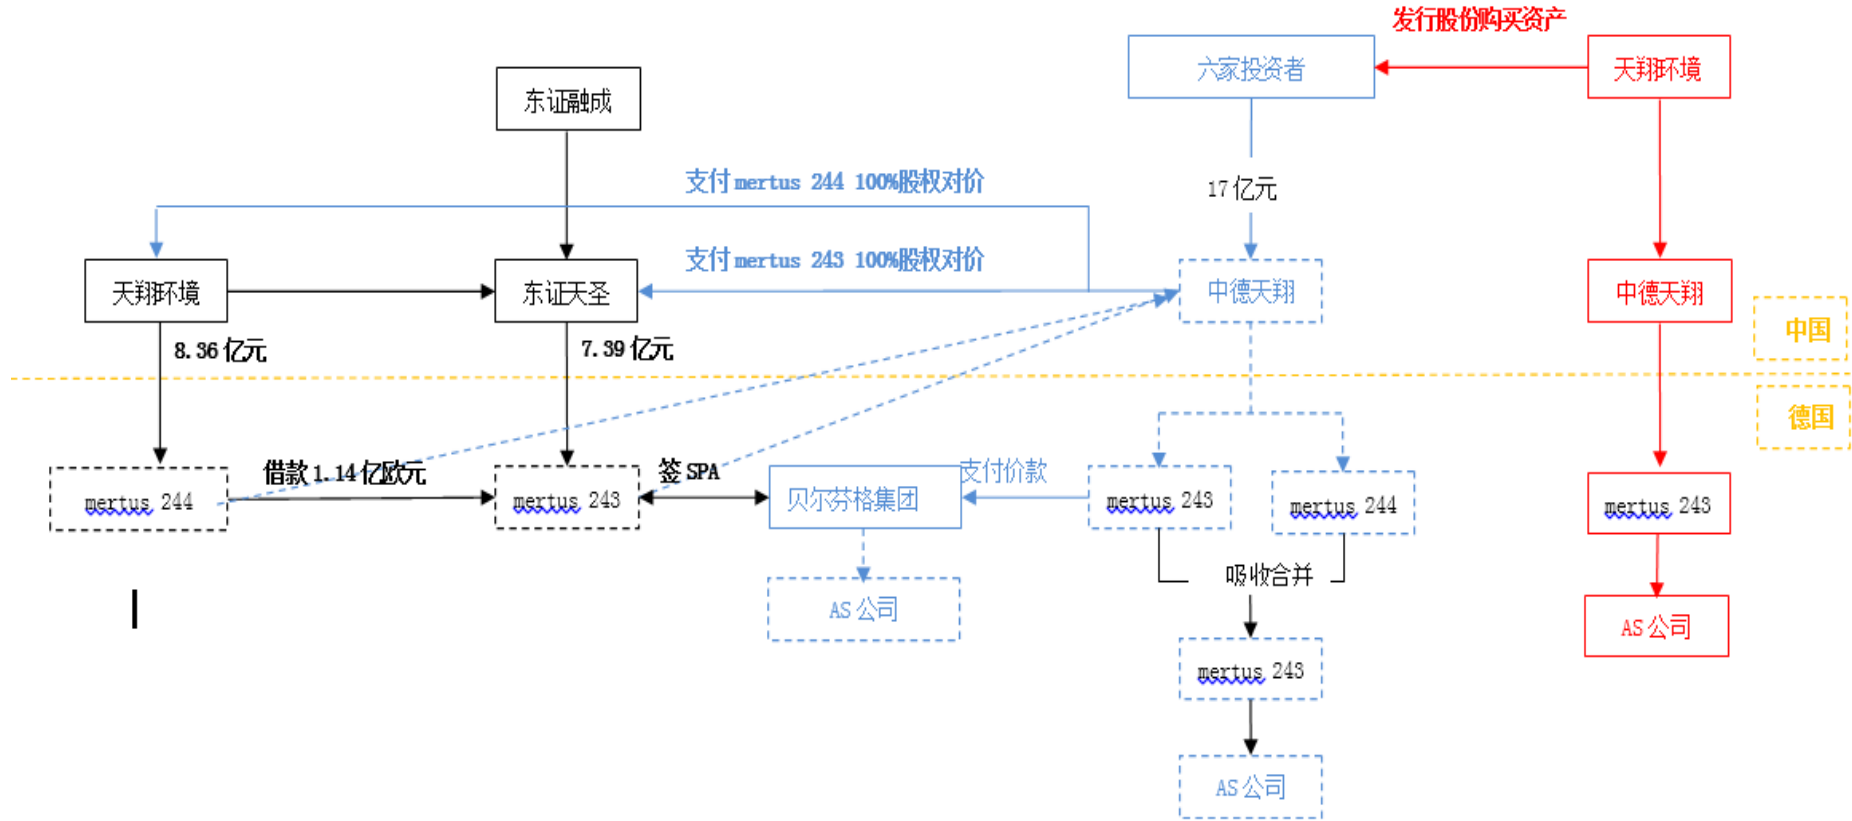 发行股份购买资产
六家投资者
天翔环境
东证融成
支付mertus 244 100%股权对价
17亿元
支付mertus 243 100%股权对价
天翔环境
东证天圣
中德天翔
中德天翔
中国
8.36亿元
7.39亿元
德国
借款1.14亿欧元
签SPA
支付价款
mertus 244
mertus 243
贝尔芬格集团
mertus 243
mertus 244
mertus 243
吸收合并
AS公司
AS公司
mertus 243
AS公司